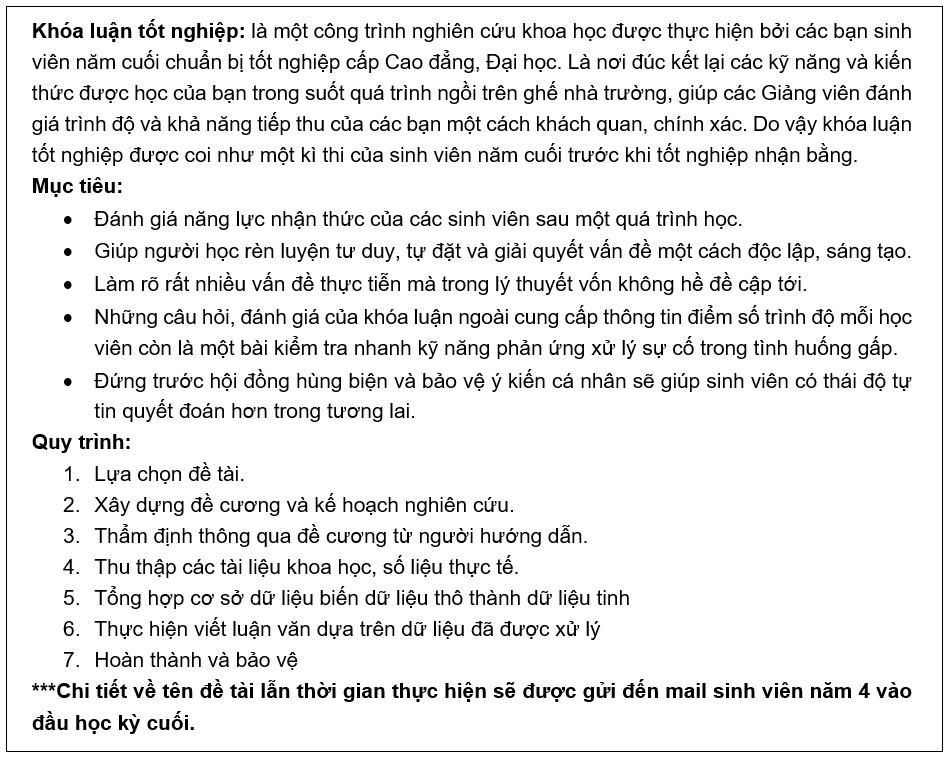 Khóa luận tốt nghiệp: là một công trình nghiên cứu khoa học được thực hiện bởi các bạn sinh
viên năm cuối chuẩn bị tốt nghiệp cấp Cao đẳng, Đại học. Là nơi đúc kết lại các kỹ năng và kiến
thức được học của bạn trong suốt quá trình ngồi trên ghế nhà trường, giúp các Giảng viên đánh
giá trình độ và khả năng tiếp thu của các bạn một cách khách quan, chính xác. Do vậy khóa luận
tốt nghiệp được coi như một kì thi của sinh viên năm cuối trước khi tốt nghiệp nhận bằng.
Mục tiêu:
• Đánh giá năng lực nhận thức của các sinh viên sau một quá trình học.
• Giúp người học rèn luyện tư duy, tự đặt và giải quyết vấn đề một cách độc lập, sáng tạo.
• Làm rõ rất nhiều vấn đề thực tiễn mà trong lý thuyết vốn không hề đề cập tới.
• Những câu hỏi, đánh giá của khóa luận ngoài cung cấp thông tin điểm số trình độ mỗi học
viên còn là một bài kiểm tra nhanh kỹ năng phản ứng xử lý sự cố trong tình huống gấp.
• Đứng trước hội đồng hùng biện và bảo vệ ý kiến cá nhân sẽ giúp sinh viên có thái độ tự
tin quyết đoán hơn trong tương lai.
Quy trình:
1. Lựa chọn đề tài.
2. Xây dựng đề cương và kế hoạch nghiên cứu.
3. Thẩm định thông qua đề cương từ người hướng dẫn.
4. Thu thập các tài liệu khoa học, số liệu thực tế.
5. Tổng hợp cơ sở dữ liệu biến dữ liệu thô thành dữ liệu tinh
6. Thực hiện viết luận văn dựa trên dữ liệu đã được xử lý
7. Hoàn thành và bảo vệ
***Chi tiết về tên đề tài lẫn thời gian thực hiện sẽ được gửi đến mail sinh viên năm 4 vào
đầu học kỳ cuối.